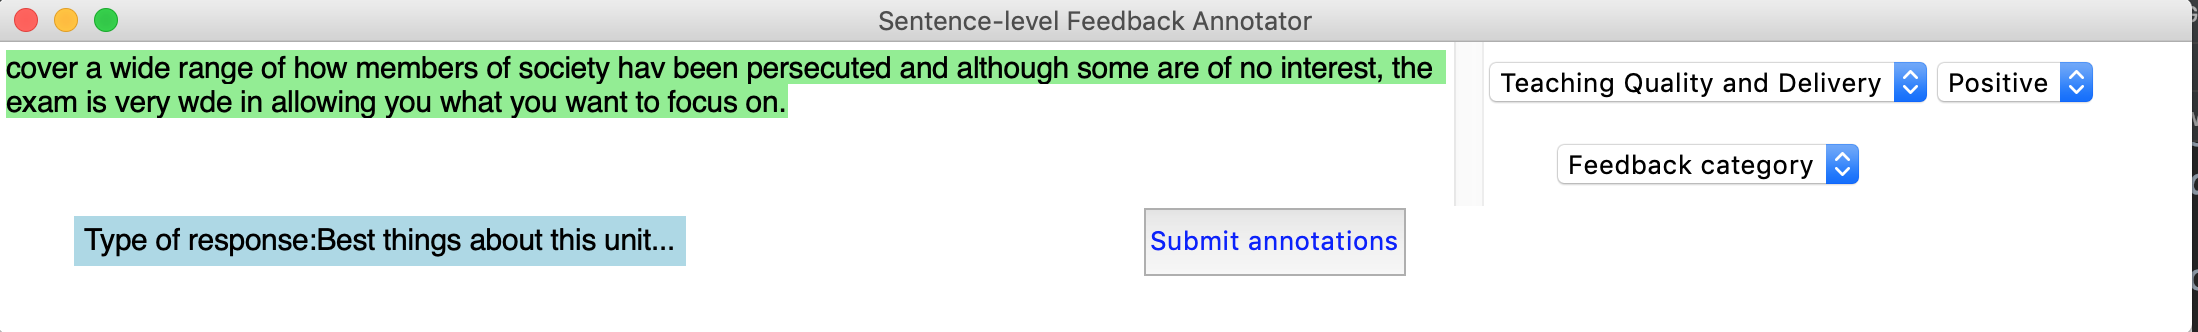 Sentence-level Feedback Annotator
cover a wide range of how members of society hav been persecuted and although some are of no interest, the
exam is very wde in allowing you what you want to focus on.
Teaching Quality and Delivery
Positive
Feedback category
Type of response:Best things about this unit...
Submit annotations